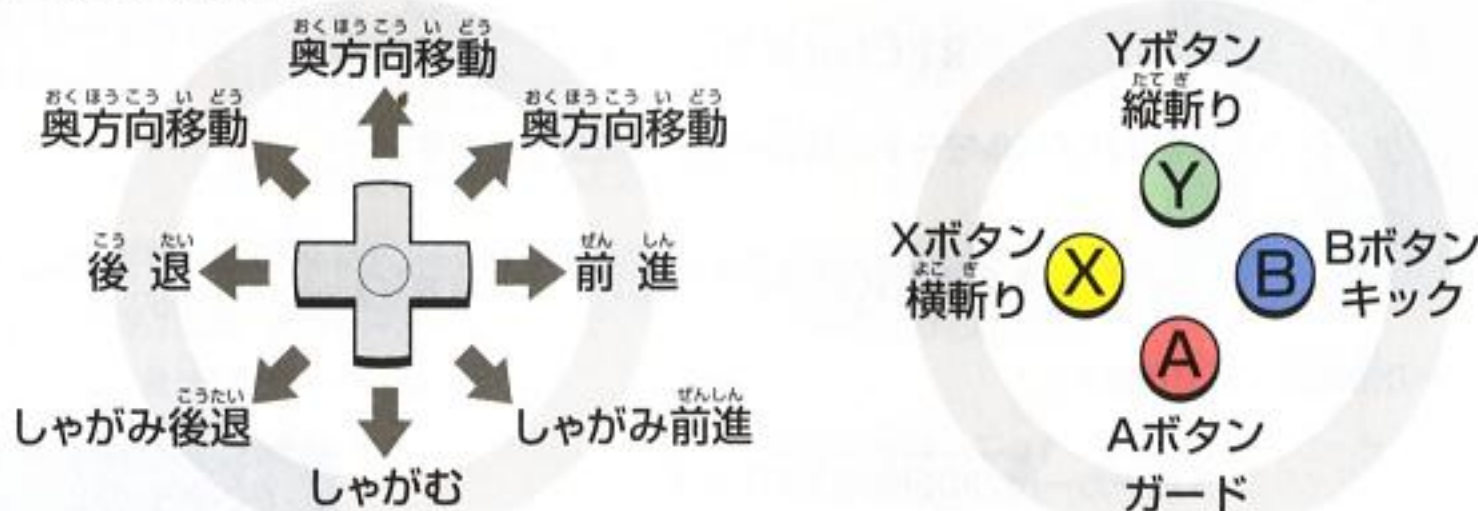 奥方向移動
奥方向移動
奥方向移動
後退
前進
しゃがみ後退
しゃがみ前進
しゃがむ
Yボタン
縦斬り
Y
Xボタン
横斬り
X
B
Bボタン
キック
A
Aボタン
ガード